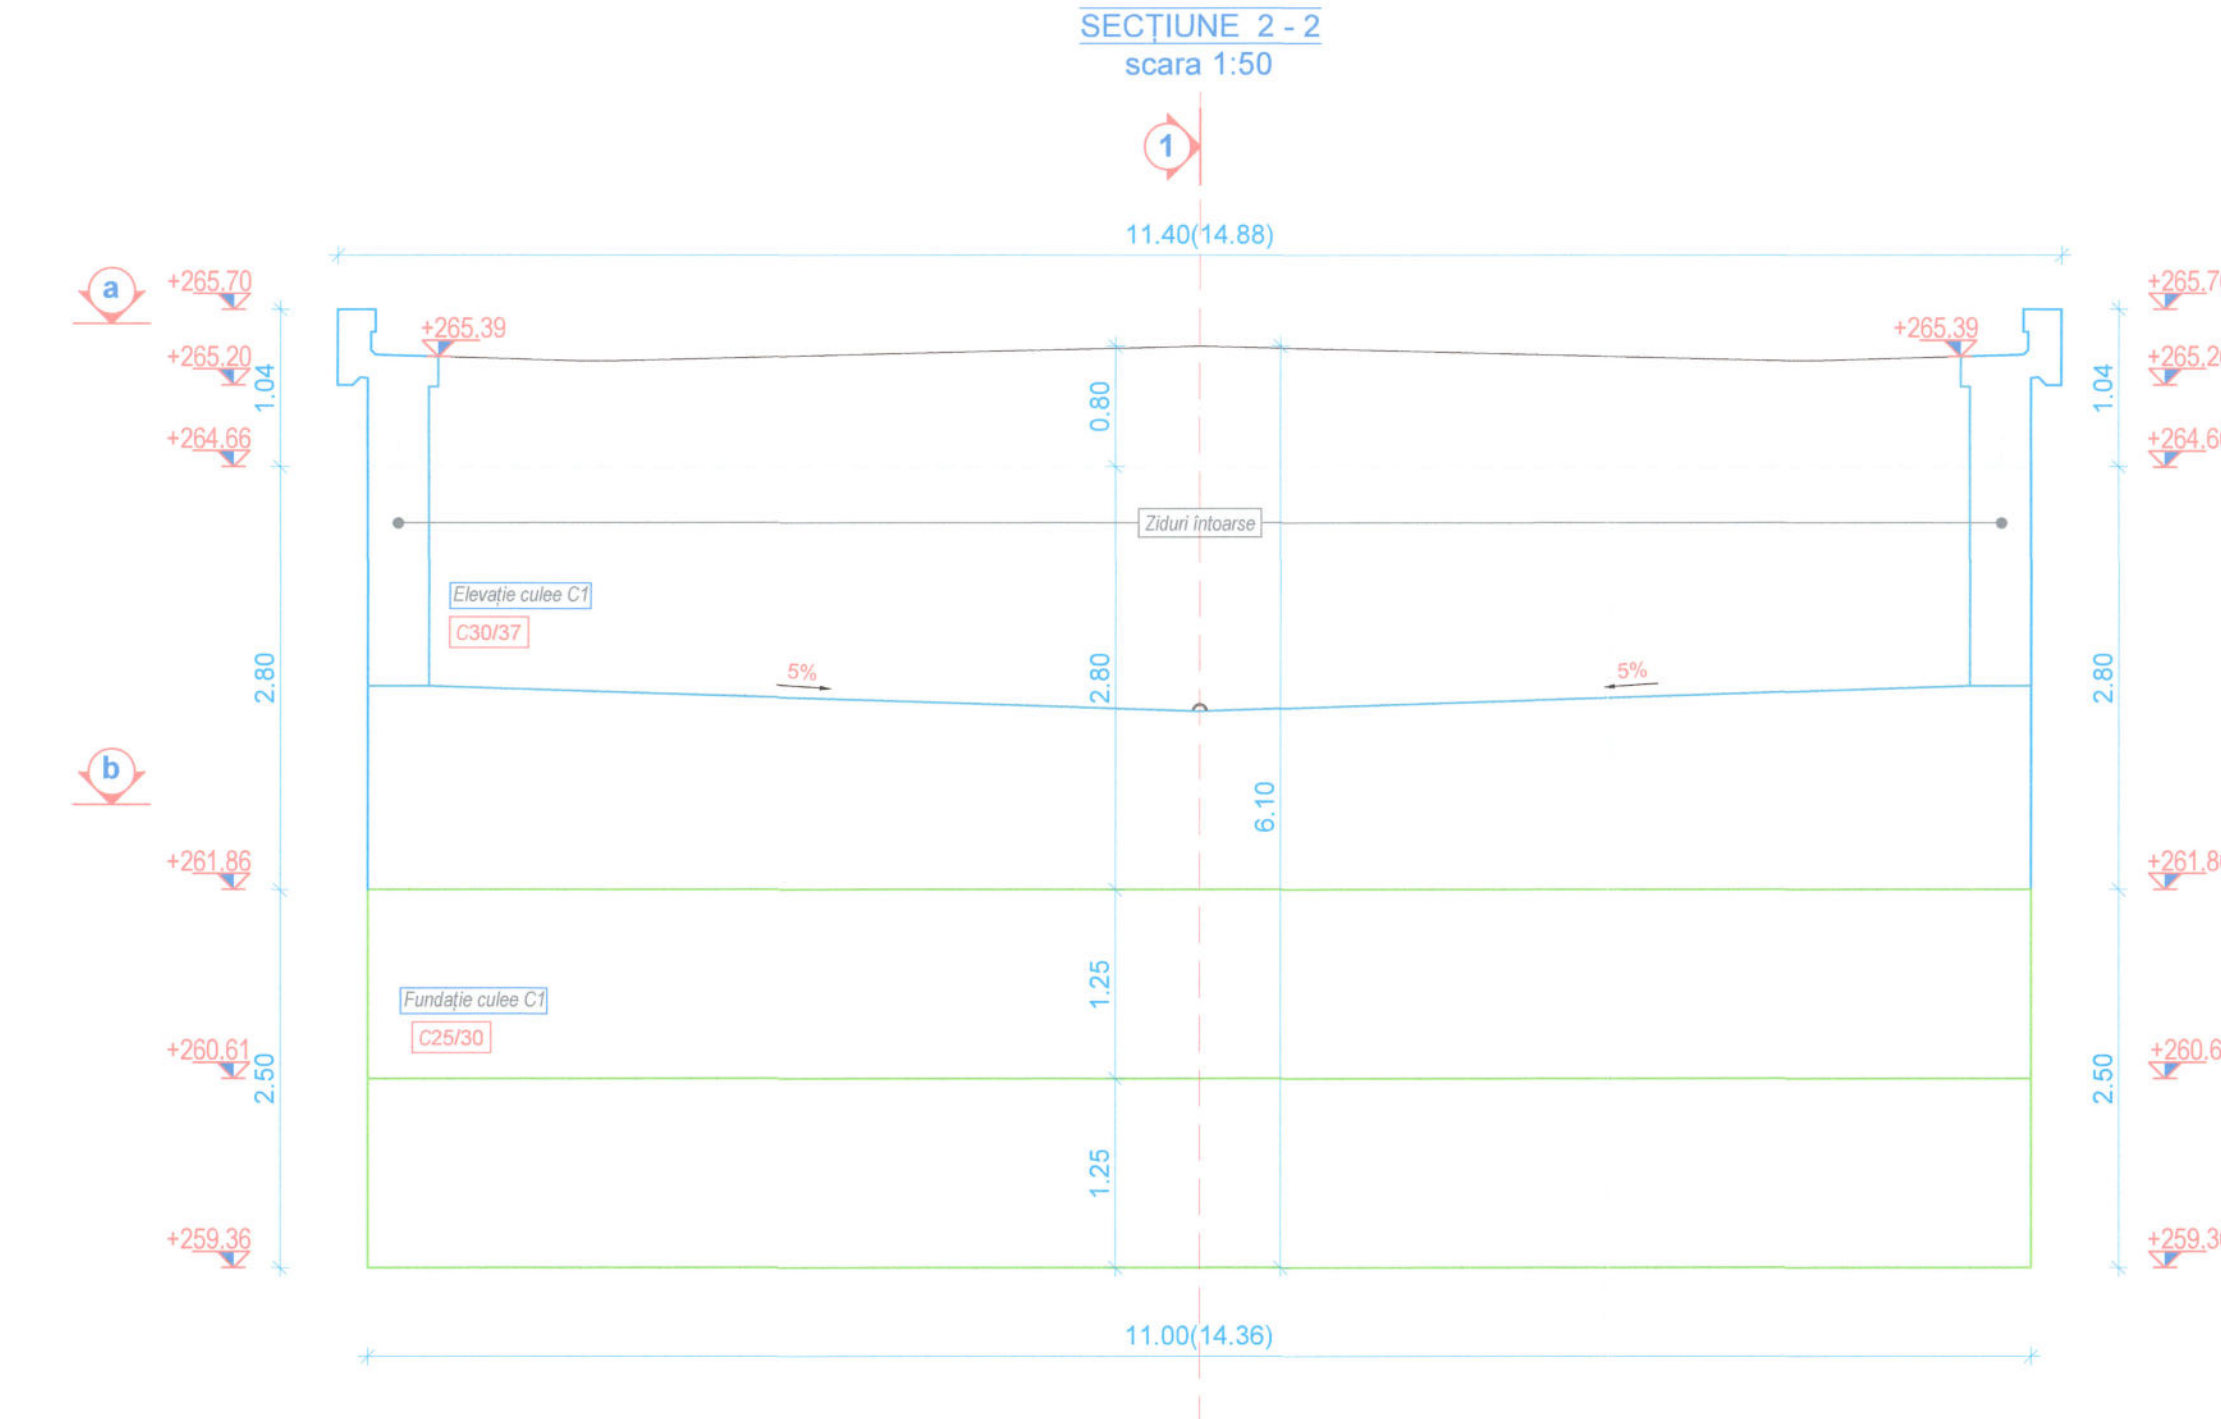 SECȚIUNE 2 - 2
scara 1:50
1
11.40(14.88)
a
+265.70
+265.39
+265.39
+265.20
1.04
0.80
1.04
+264.66
Ziduri întoarse
Elevație culee C1
C30/37
5%
5%
2.80
2.80
2.80
b
6.10
+261.86
1.25
Fundație culee C1
C25/30
+260.61
2.50
2.50
1.25
+259.36
11.00(14.36)